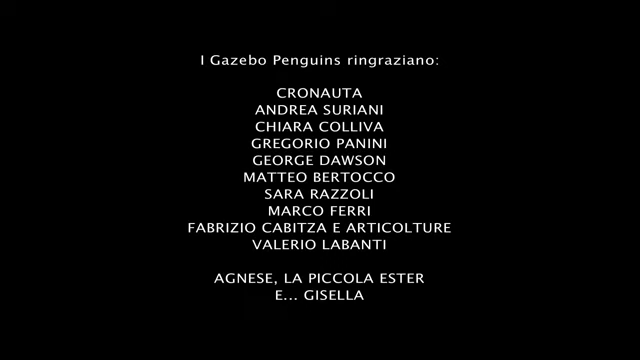 I Gazebo Penguins ringraziano:
CRONAUTA
ANDREA SURIANI
CHIARA COLLIVA
GREGORIO PANINI
GEORGE DAWSON
MATTEO BERTOCCO
SARA RAZZOLI
MARCO FERRI
FABRIZIO CABITZA E ARTICOLTURE
VALERIO LABANTI
AGNESE, LA PICCOLA ESTER
E... GISELLA